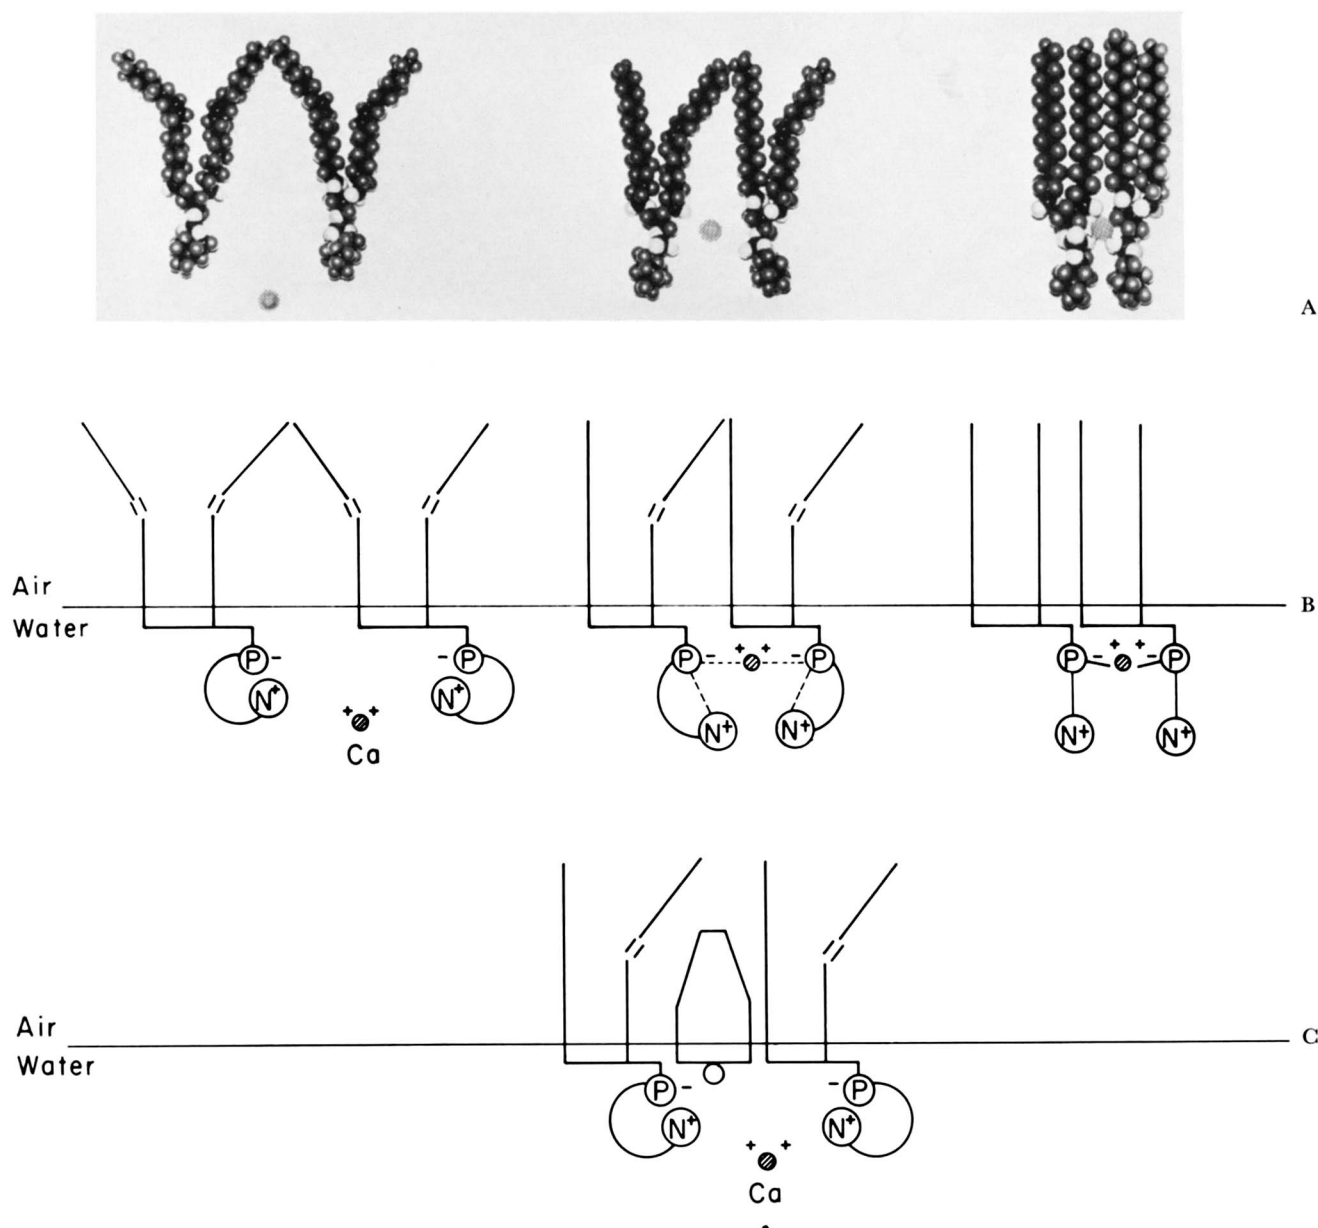 A
Air
B
Water
P - - P
N+ N+
+ +
Ca
P - + + - P
N+ N+
P - + + - P
N+ N+
Air
C
Water
P - - P
N+ N+
+ +
Ca